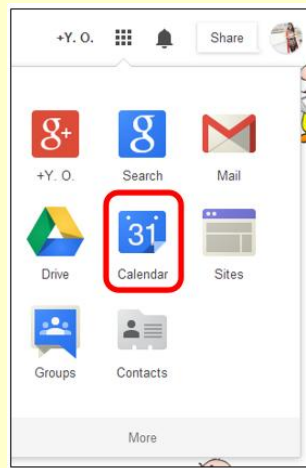 +Y. O. Share
g+ g
+Y. O. Search Mail
31
Drive Calendar Sites
Groups Contacts
More